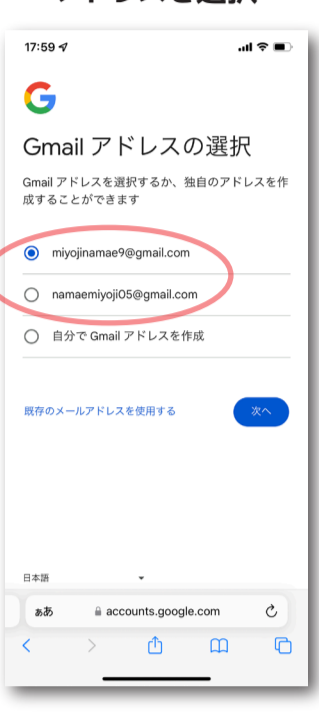 17:59
Gmail アドレスの選択
Gmail アドレスを選択するか、独自のアドレスを作
成することができます
miyojinamae9@gmail.com
namaemiyoji05@gmail.com
自分で Gmail アドレスを作成
既存のメールアドレスを使用する
次へ
日本語
ぁあ
accounts.google.com